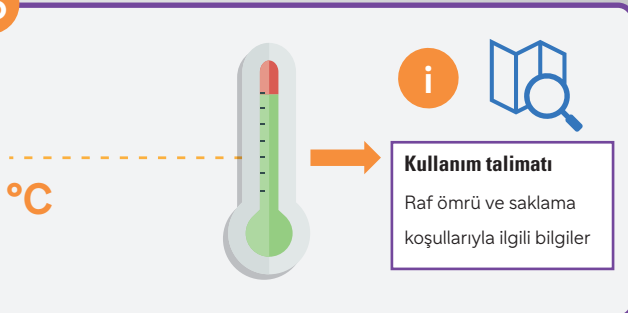 i
°C
Kullanım talimatı
Raf ömrü ve saklama
koşullarıyla ilgili bilgiler